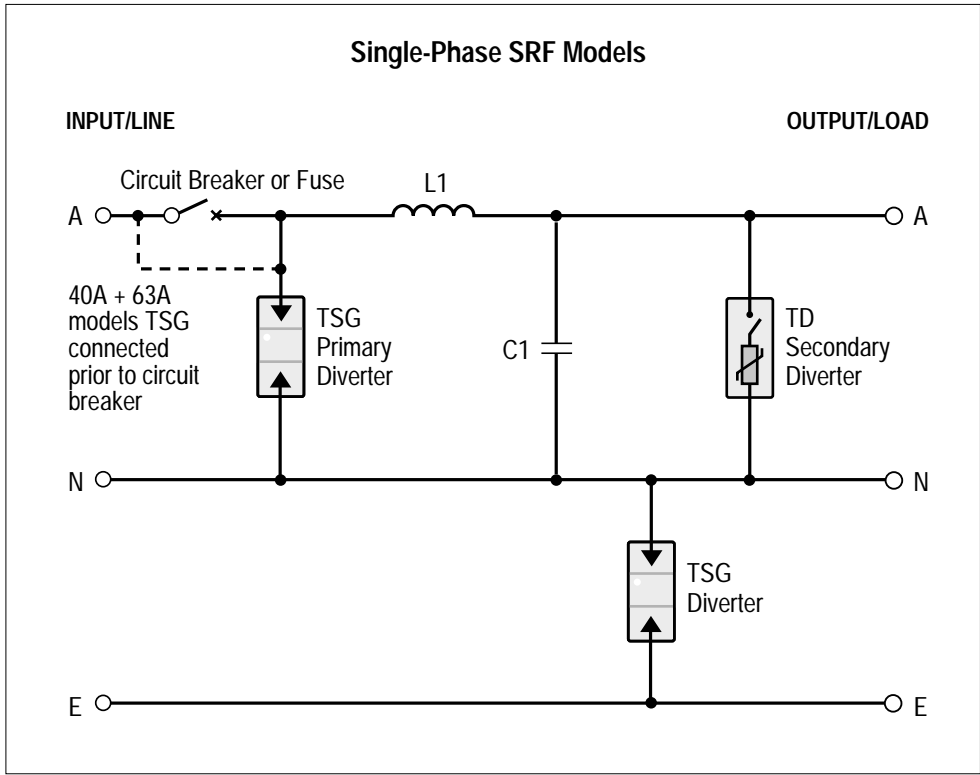 Single-Phase SRF Models
INPUT/LINE
OUTPUT/LOAD
Circuit Breaker or Fuse
L1
A
A
40A + 63A
models TSG
connected
prior to circuit
breaker
TSG
Primary
Diverter
C1
TD
Secondary
Diverter
N
N
TSG
Diverter
E
E